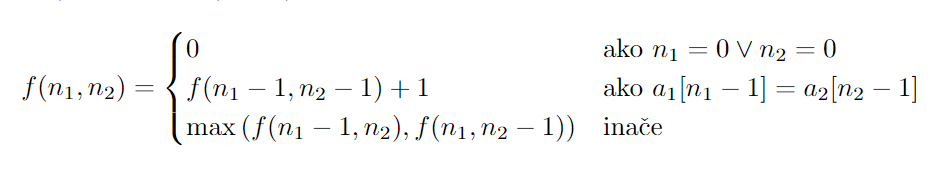 0 ako n₁ = 0 ∨ n₂ = 0
f(n₁, n₂) = { f(n₁ − 1, n₂ − 1) + 1 ako a₁[n₁ − 1] = a₂[n₂ − 1]
max (f(n₁ − 1, n₂), f(n₁, n₂ − 1)) inače